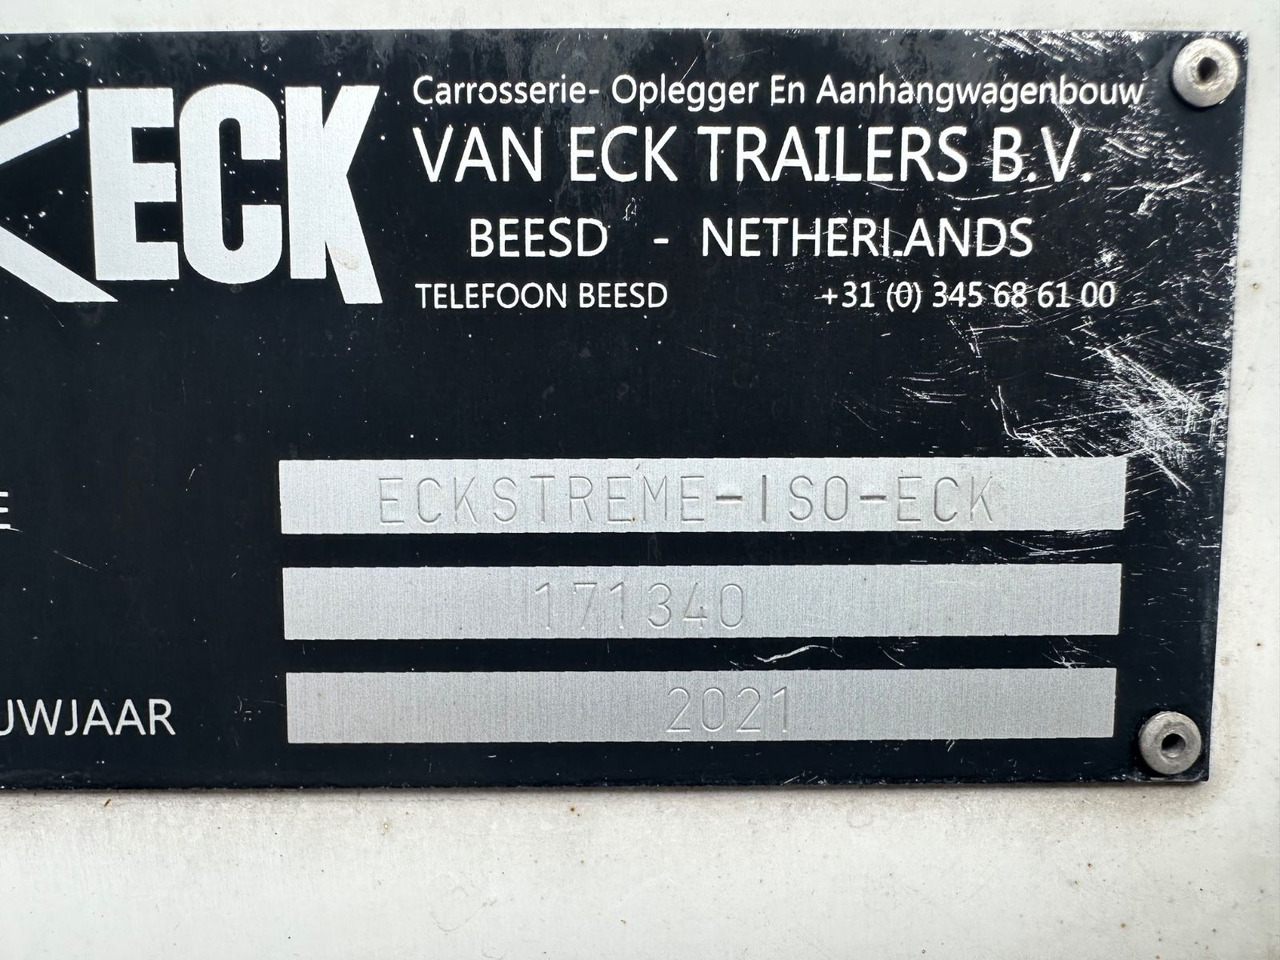 ECK
Carrosserie- Oplegger En Aanhangwagenbouw
VAN ECK TRAILERS B.V.
BEESD - NETHERLANDS
TELEFOON BEESD +31 (0) 345 68 61 00
E ECKSTREME-ISO-ECK
171340
UWJAAR 2021